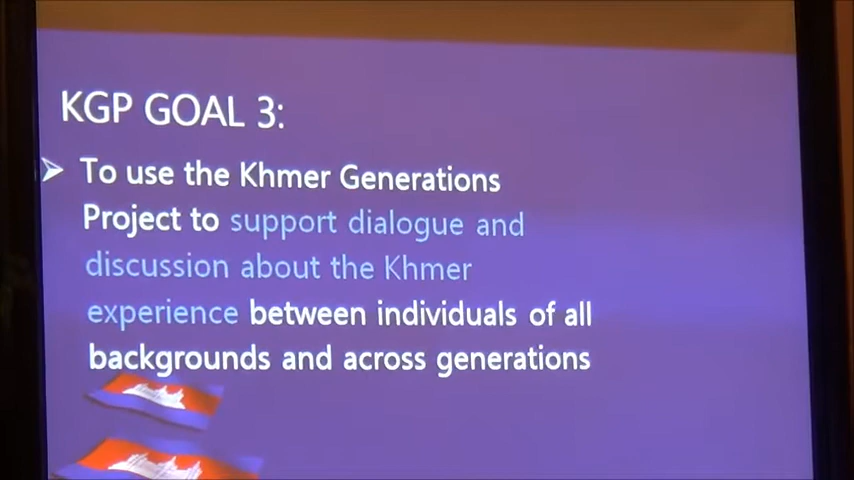 KGP GOAL 3:
➢ To use the Khmer Generations
Project to support dialogue and
discussion about the Khmer
experience between individuals of all
backgrounds and across generations